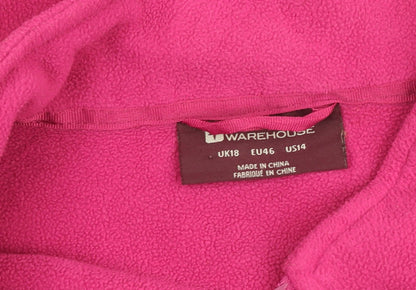 WAREHOUSE
UK18 EU46 US14
MADE IN CHINA
FABRIQUÉ EN CHINE